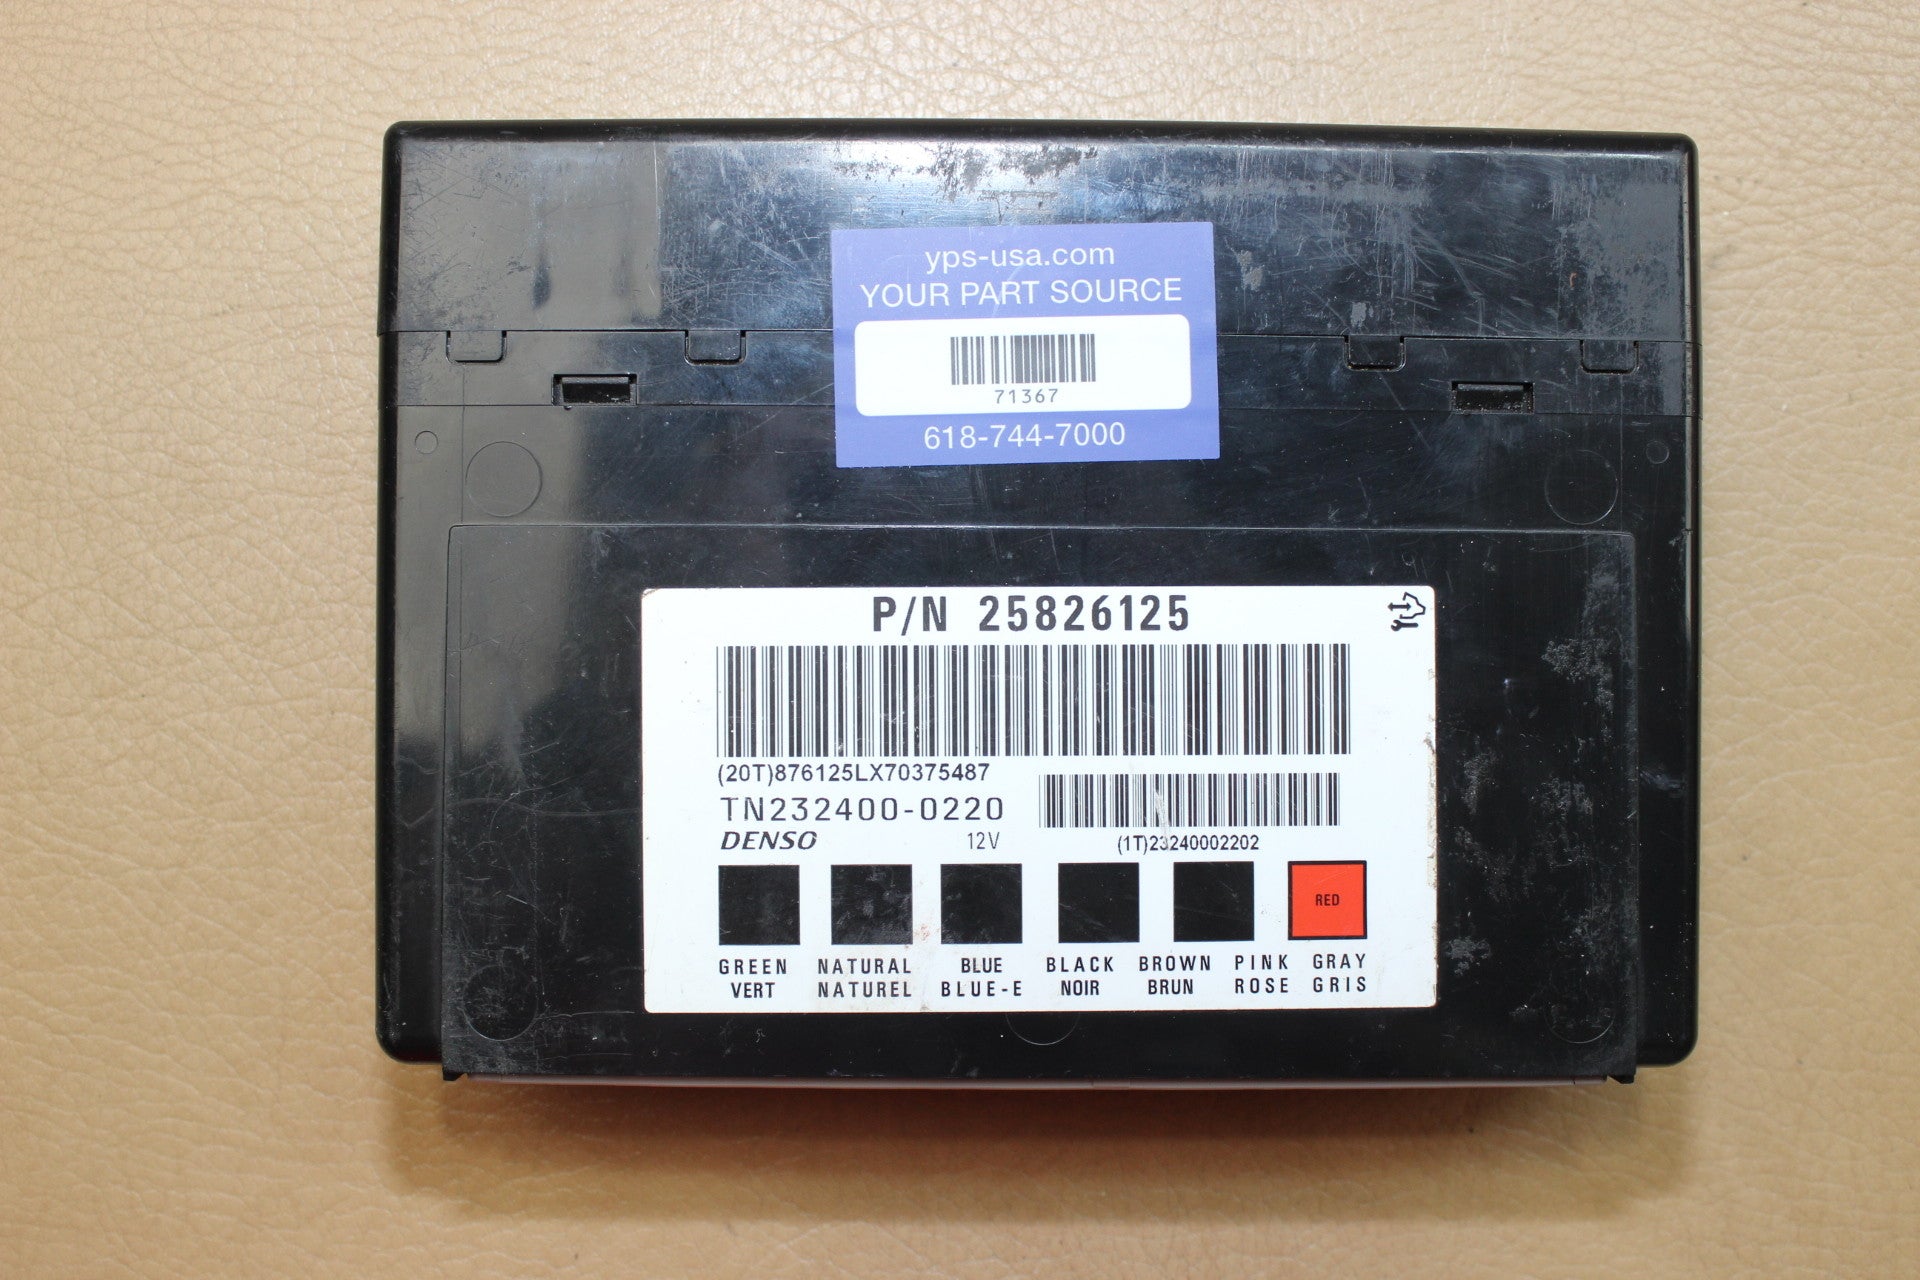 yps-usa.com
YOUR PART SOURCE
71367
618-744-7000
P/N 25826125
(20T)876125LX70375487
TN232400-0220
DENSO 12V
(1T)23240002202
RED
GREEN NATURAL BLUE BLACK BROWN PINK GRAY
VERT NATUREL BLUE-E NOIR BRUN ROSE GRIS